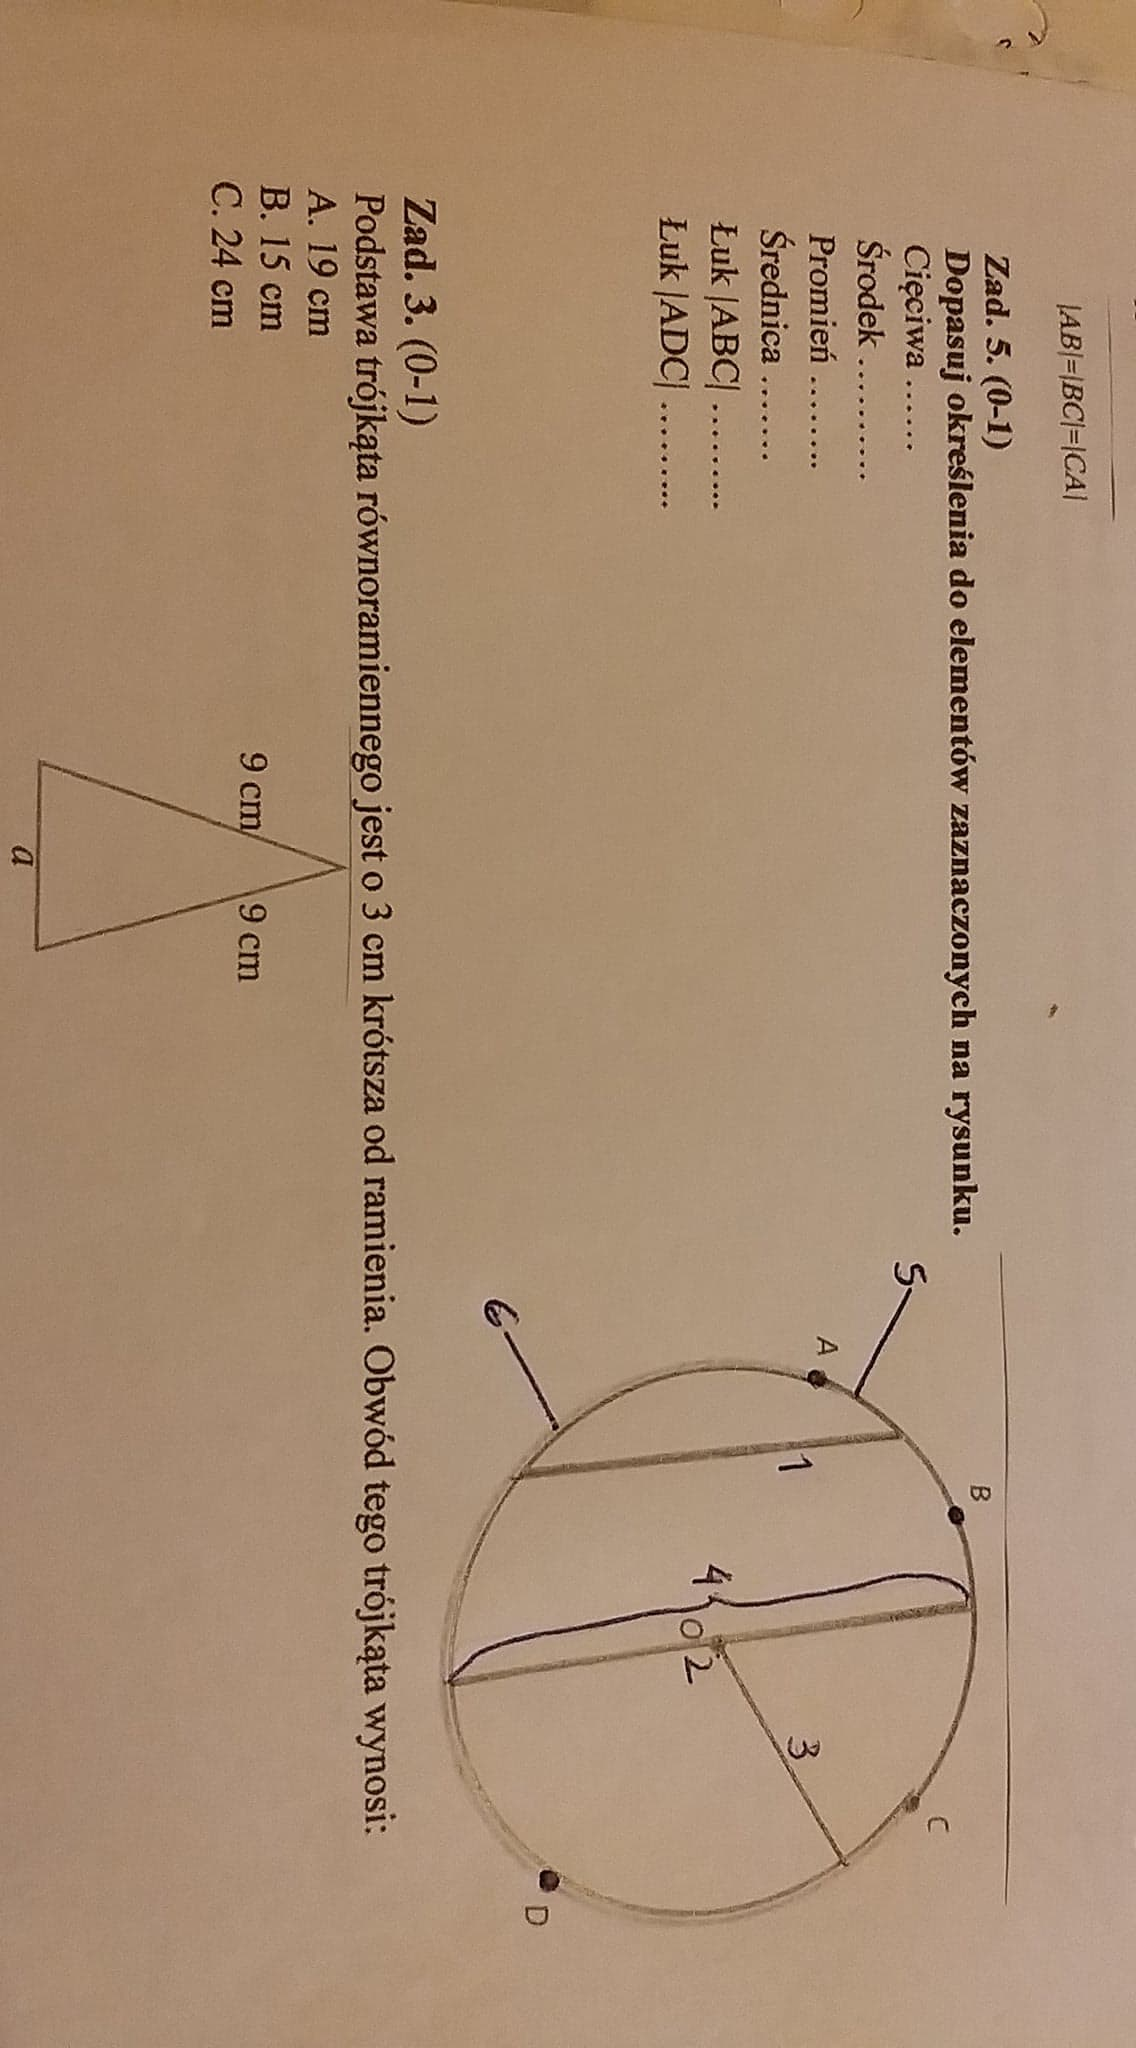 |AB|=|BC|=|CA|
Zad. 5. (0-1)
Dopasuj określenia do elementów zaznaczonych na rysunku.
Cięciwa ......
Środek ..........
Promień .........
Średnica ........
Łuk |ABC| .........
Łuk |ADC| .........
5
A
B
C
1
4
O
2
3
6
D
Zad. 3. (0-1)
Podstawa trójkąta równoramiennego jest o 3 cm krótsza od ramienia. Obwód tego trójkąta wynosi:
A. 19 cm
B. 15 cm
C. 24 cm
9 cm
9 cm
a